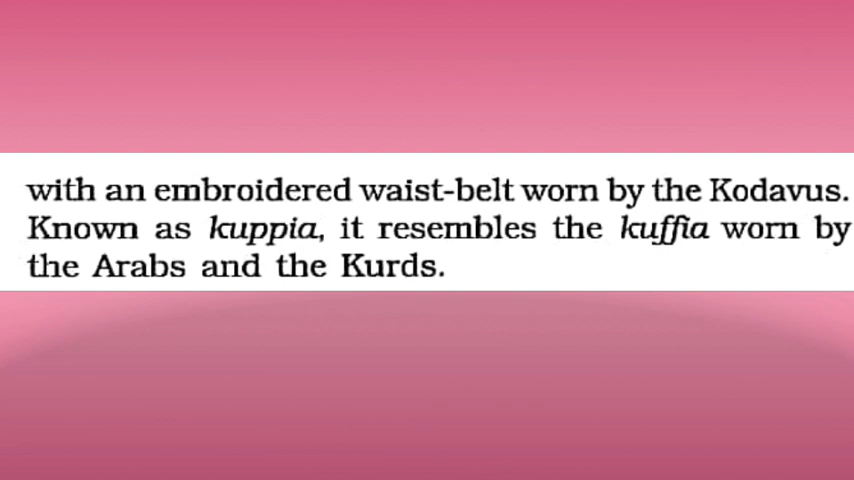 with an embroidered waist-belt worn by the Kodavus.
Known as kuppia, it resembles the kuffia worn by
the Arabs and the Kurds.